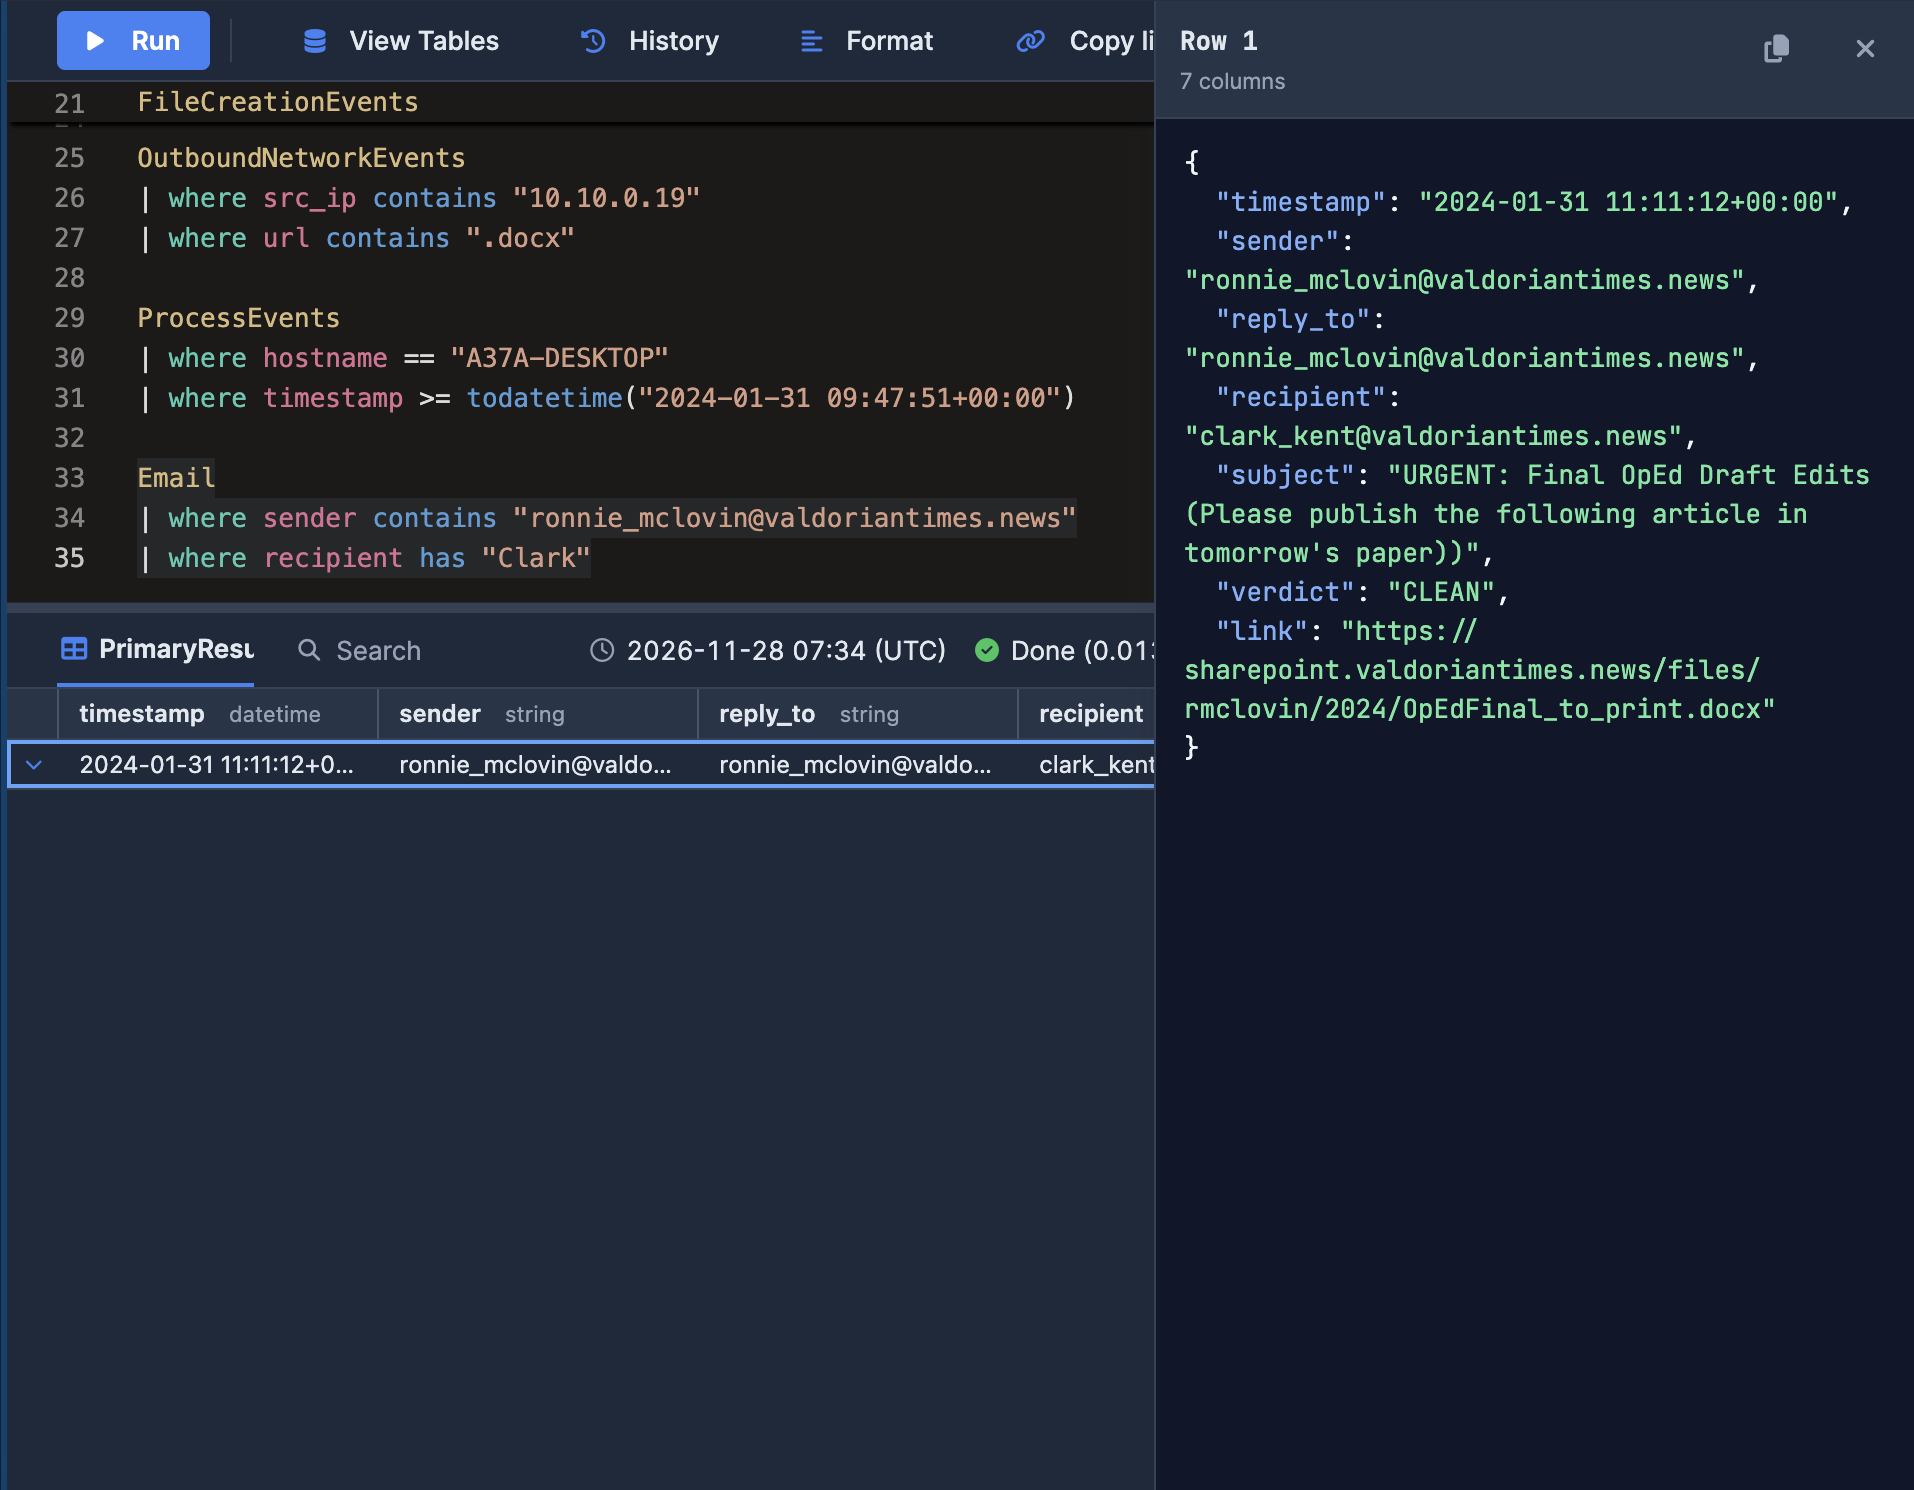 Run
View Tables
History
Format
Copy li
21 FileCreationEvents
25 OutboundNetworkEvents
26 | where src_ip contains "10.10.0.19"
27 | where url contains ".docx"
28
29 ProcessEvents
30 | where hostname == "A37A-DESKTOP"
31 | where timestamp >= todatetime("2024-01-31 09:47:51+00:00")
32
33 Email
34 | where sender contains "ronnie_mclovin@valdoriantimes.news"
35 | where recipient has "Clark"
PrimaryResu
Search
2026-11-28 07:34 (UTC)
Done (0.013
timestamp datetime
sender string
reply_to string
recipient
2024-01-31 11:11:12+0...
ronnie_mclovin@valdo...
ronnie_mclovin@valdo...
clark_kent
Row 1
7 columns
{
"timestamp": "2024-01-31 11:11:12+00:00",
"sender":
"ronnie_mclovin@valdoriantimes.news",
"reply_to":
"ronnie_mclovin@valdoriantimes.news",
"recipient":
"clark_kent@valdoriantimes.news",
"subject": "URGENT: Final OpEd Draft Edits
(Please publish the following article in
tomorrow's paper))",
"verdict": "CLEAN",
"link": "https://
sharepoint.valdoriantimes.news/files/
rmclovin/2024/OpEdFinal_to_print.docx"
}